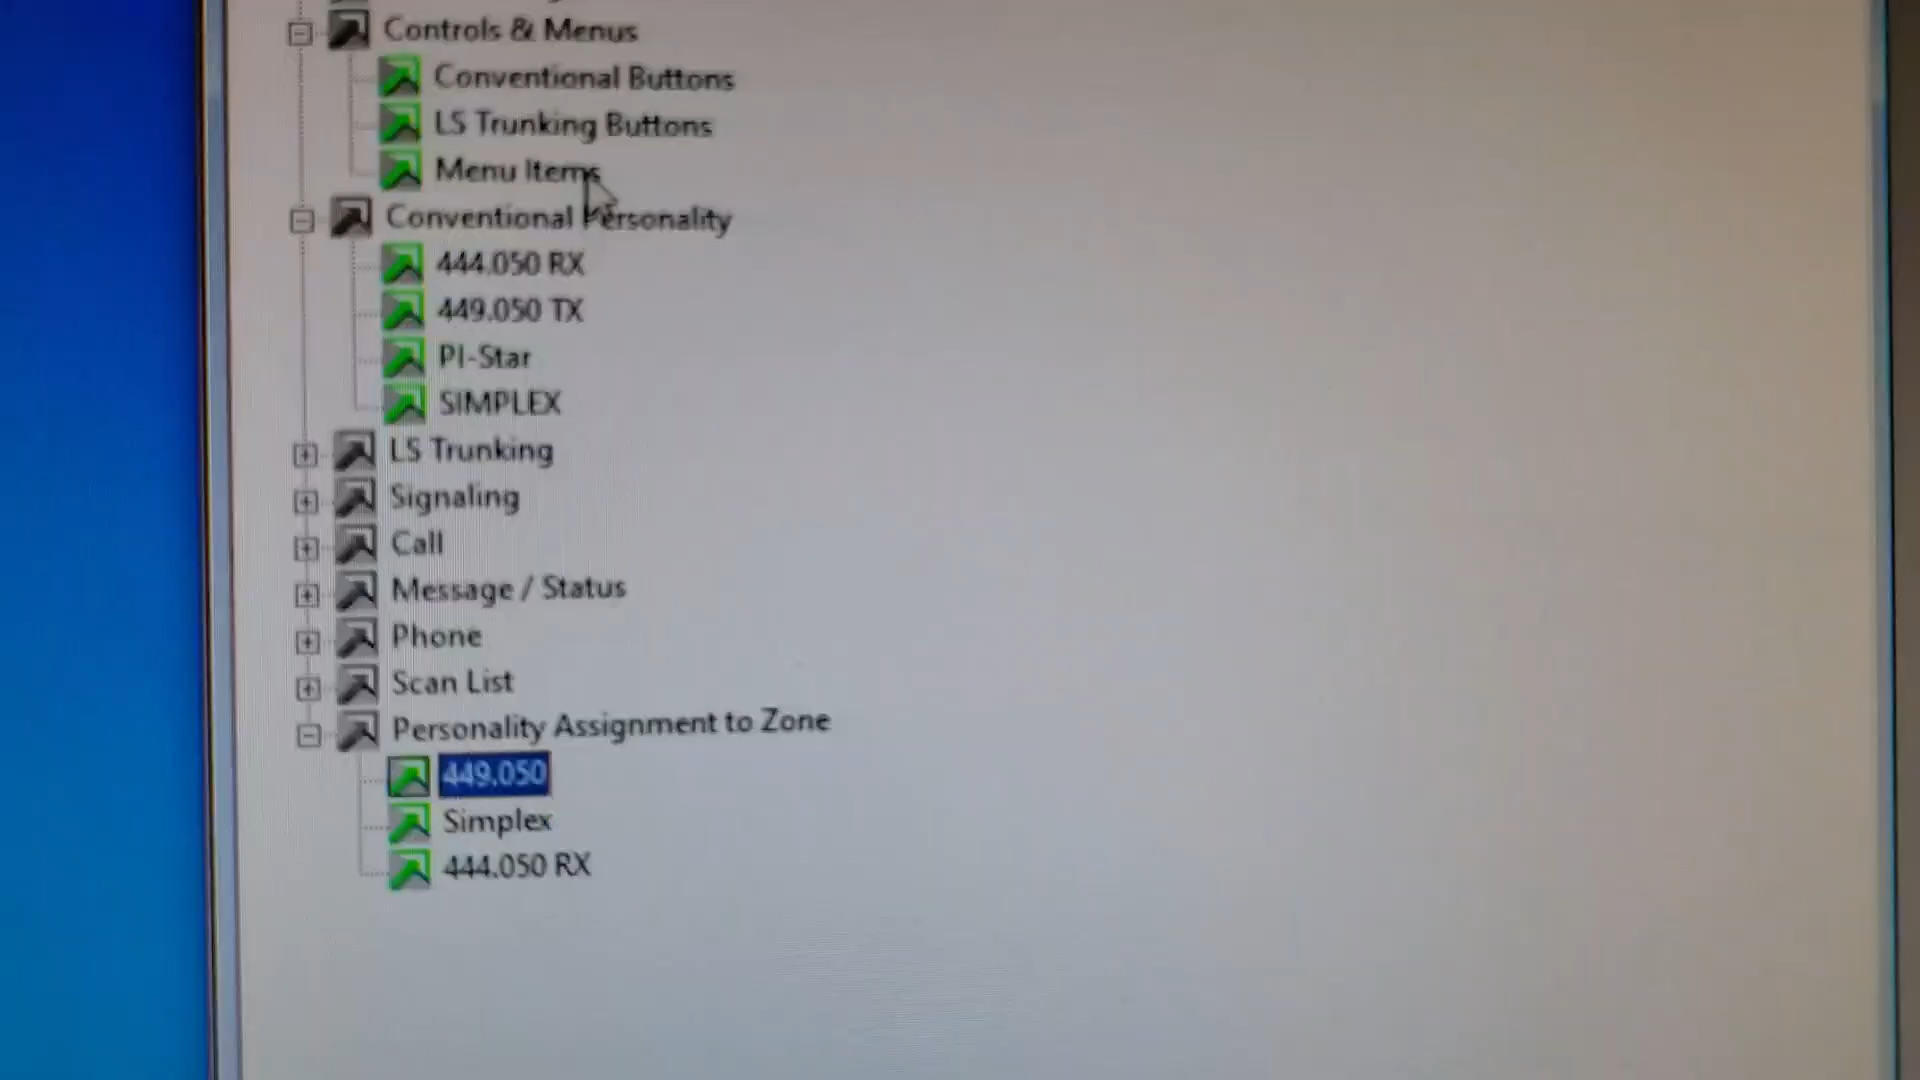 Controls & Menus
Conventional Buttons
LS Trunking Buttons
Menu Items
Conventional Personality
444.050 RX
449.050 TX
PI-Star
SIMPLEX
LS Trunking
Signaling
Call
Message / Status
Phone
Scan List
Personality Assignment to Zone
449.050
Simplex
444.050 RX